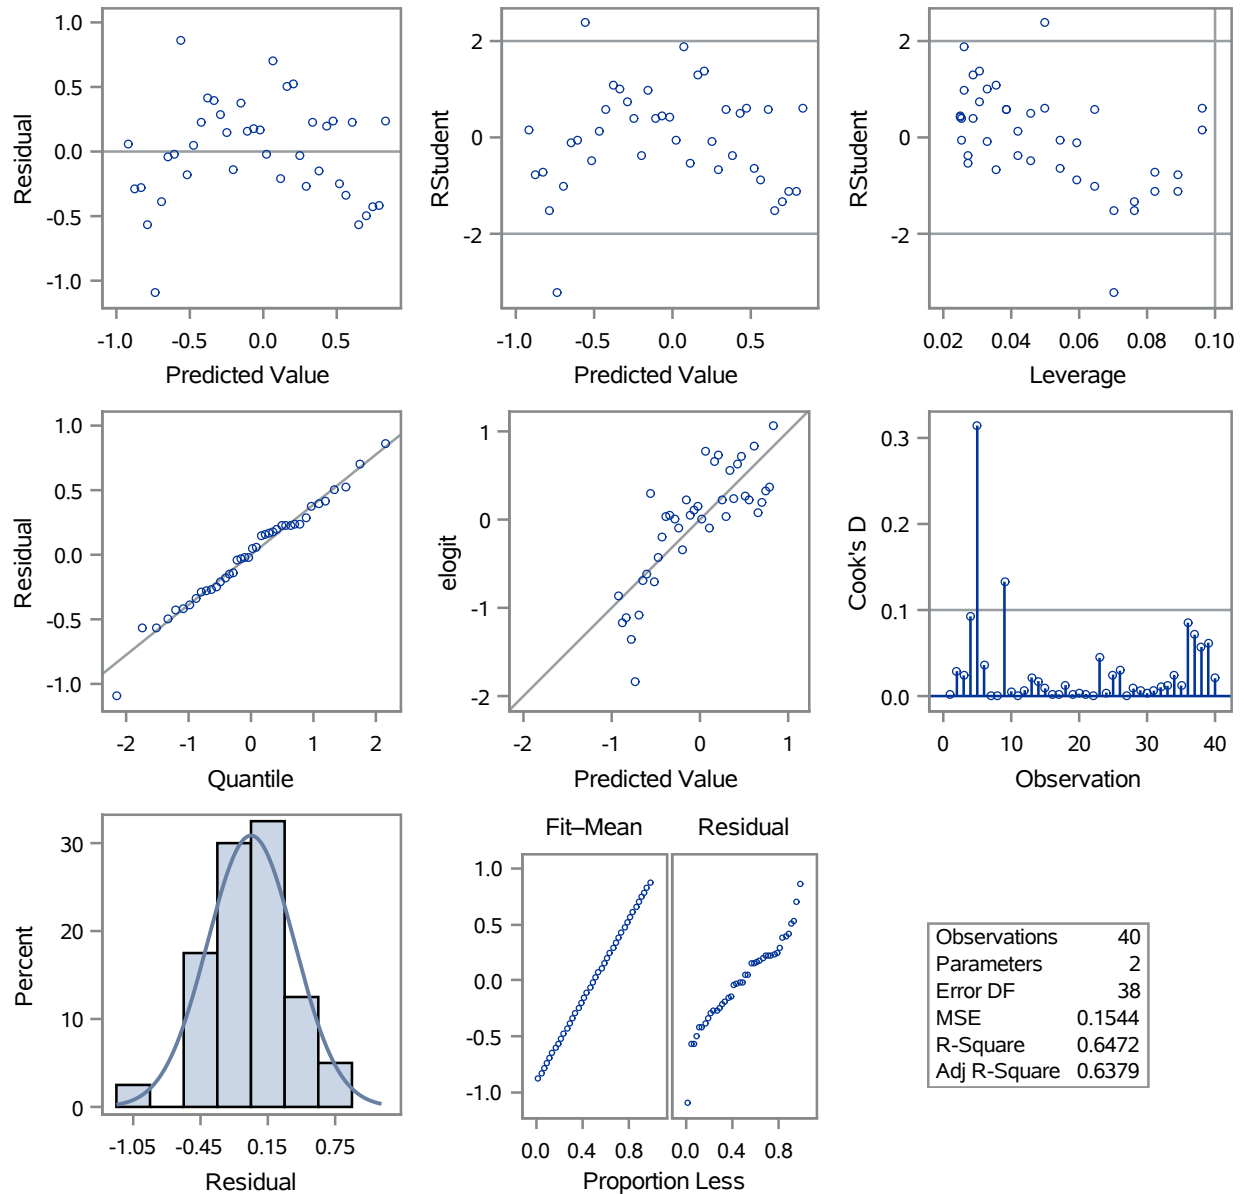 1.0
0.5
0.0
-0.5
-1.0
Residual
-1.0 -0.5 0.0 0.5
Predicted Value
2
0
-2
RStudent
-1.0 -0.5 0.0 0.5
Predicted Value
2
0
-2
RStudent
0.02 0.04 0.06 0.08 0.10
Leverage
1.0
0.5
0.0
-0.5
-1.0
Residual
-2 -1 0 1 2
Quantile
1
0
-1
-2
elogit
-2 -1 0 1
Predicted Value
0.3
0.2
0.1
0.0
Cook's D
0 10 20 30 40
Observation
30
20
10
0
Percent
-1.05 -0.45 0.15 0.75
Residual
Fit–Mean Residual
1.0
0.5
0.0
-0.5
-1.0
0.0 0.4 0.8 0.0 0.4 0.8
Proportion Less
Observations 40
Parameters 2
Error DF 38
MSE 0.1544
R-Square 0.6472
Adj R-Square 0.6379